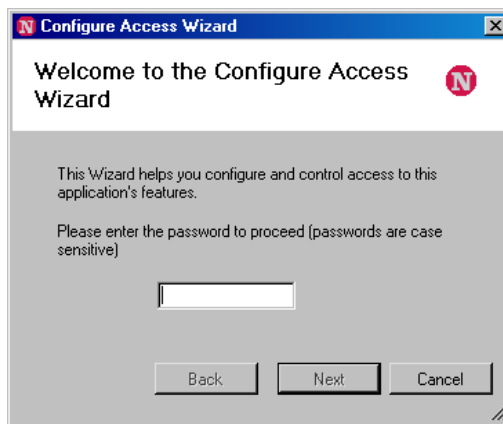 N Configure Access Wizard
Welcome to the Configure Access
Wizard
N
This Wizard helps you configure and control access to this
application's features.
Please enter the password to proceed (passwords are case
sensitive)
Back Next Cancel